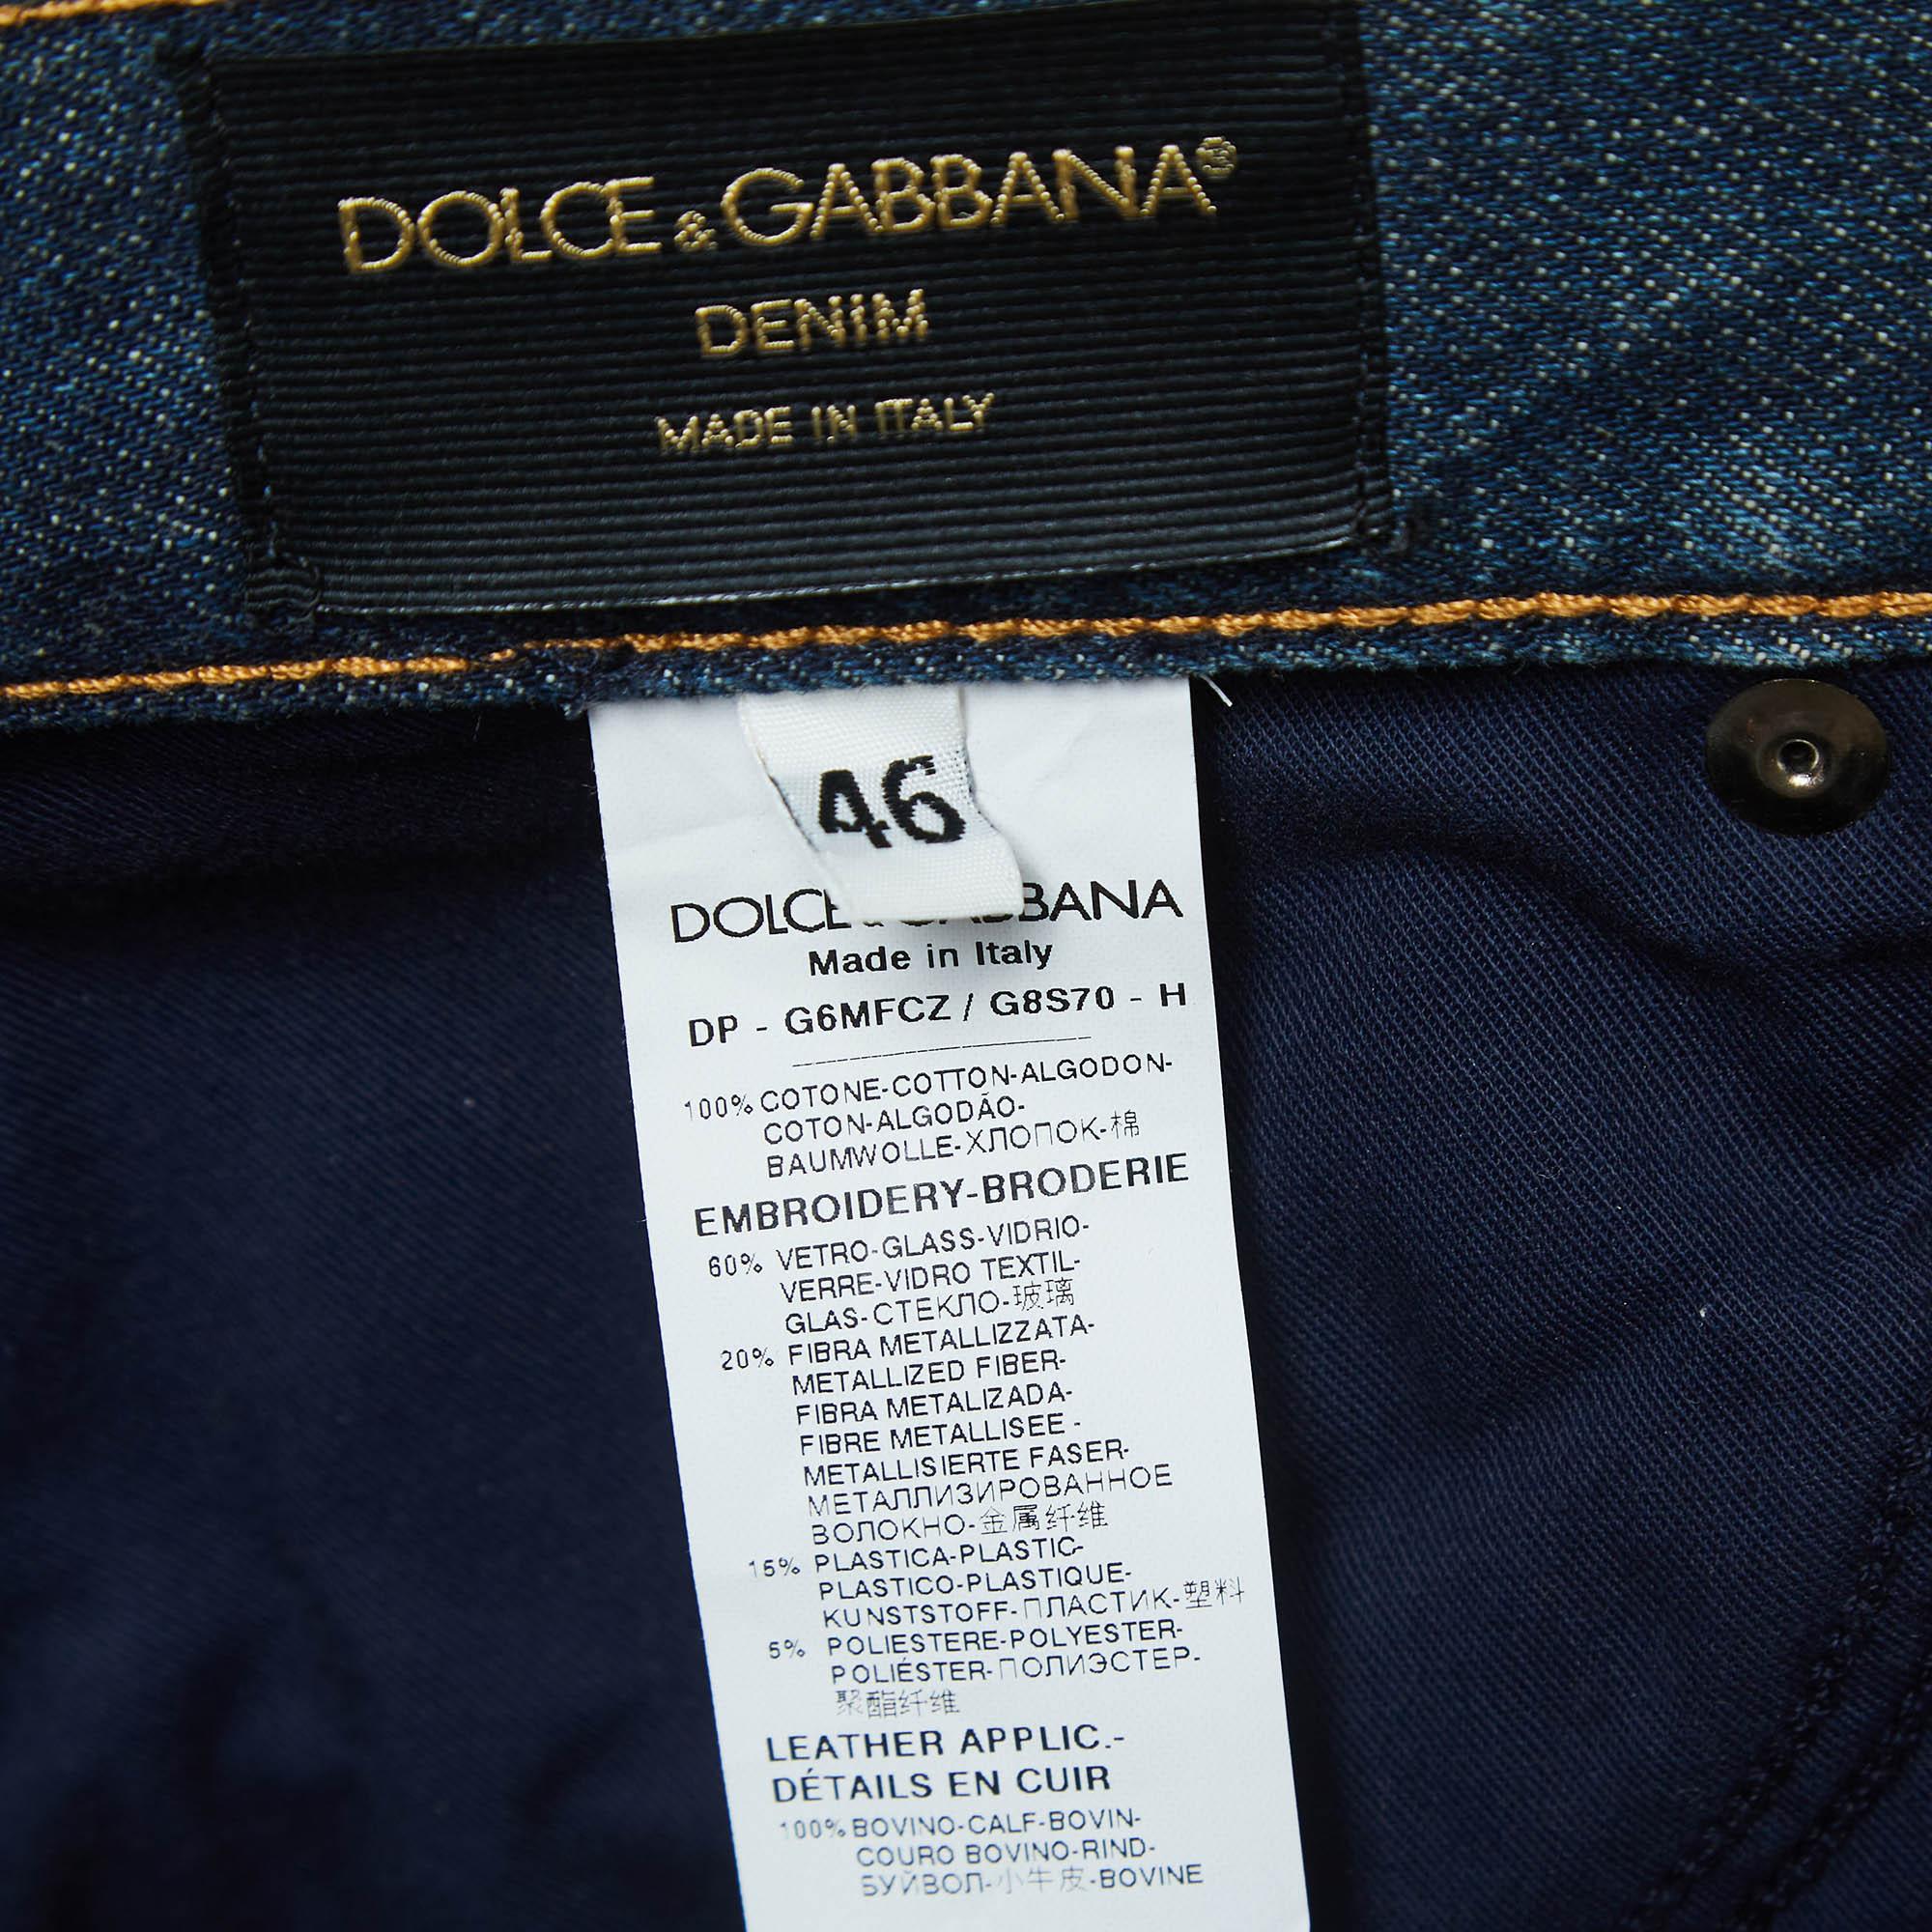 DOLCE & GABBANA®
DENIM
MADE IN ITALY
46
DOLCE & GABBANA
Made in Italy
DP - G6MFCZ / G8S70 - H
100% COTONE-COTTON-ALGODON-
COTON-ALGODÃO-
BAUMWOLLE-ХЛОПОК-棉
EMBROIDERY-BRODERIE
60% VETRO-GLASS-VIDRIO-
VERRE-VIDRO TEXTIL-
GLAS-СТЕКЛО-玻璃
20% FIBRA METALLIZZATA-
METALLIZED FIBER-
FIBRA METALIZADA-
FIBRE METALLISEE -
METALLISIERTE FASER-
МЕТАЛЛИЗИРОВАННОЕ
ВОЛОКНО-金属纤维
15% PLASTICA-PLASTIC-
PLASTICO-PLASTIQUE-
KUNSTSTOFF-ПЛАСТИК-塑料
5% POLIESTERE-POLYESTER-
POLIÉSTER-ПОЛИЭСТЕР-
聚酯纤维
LEATHER APPLIC.-
DÉTAILS EN CUIR
100% BOVINO-CALF-BOVIN-
COURO BOVINO-RIND-
БУЙВОЛ-小牛皮-BOVINE